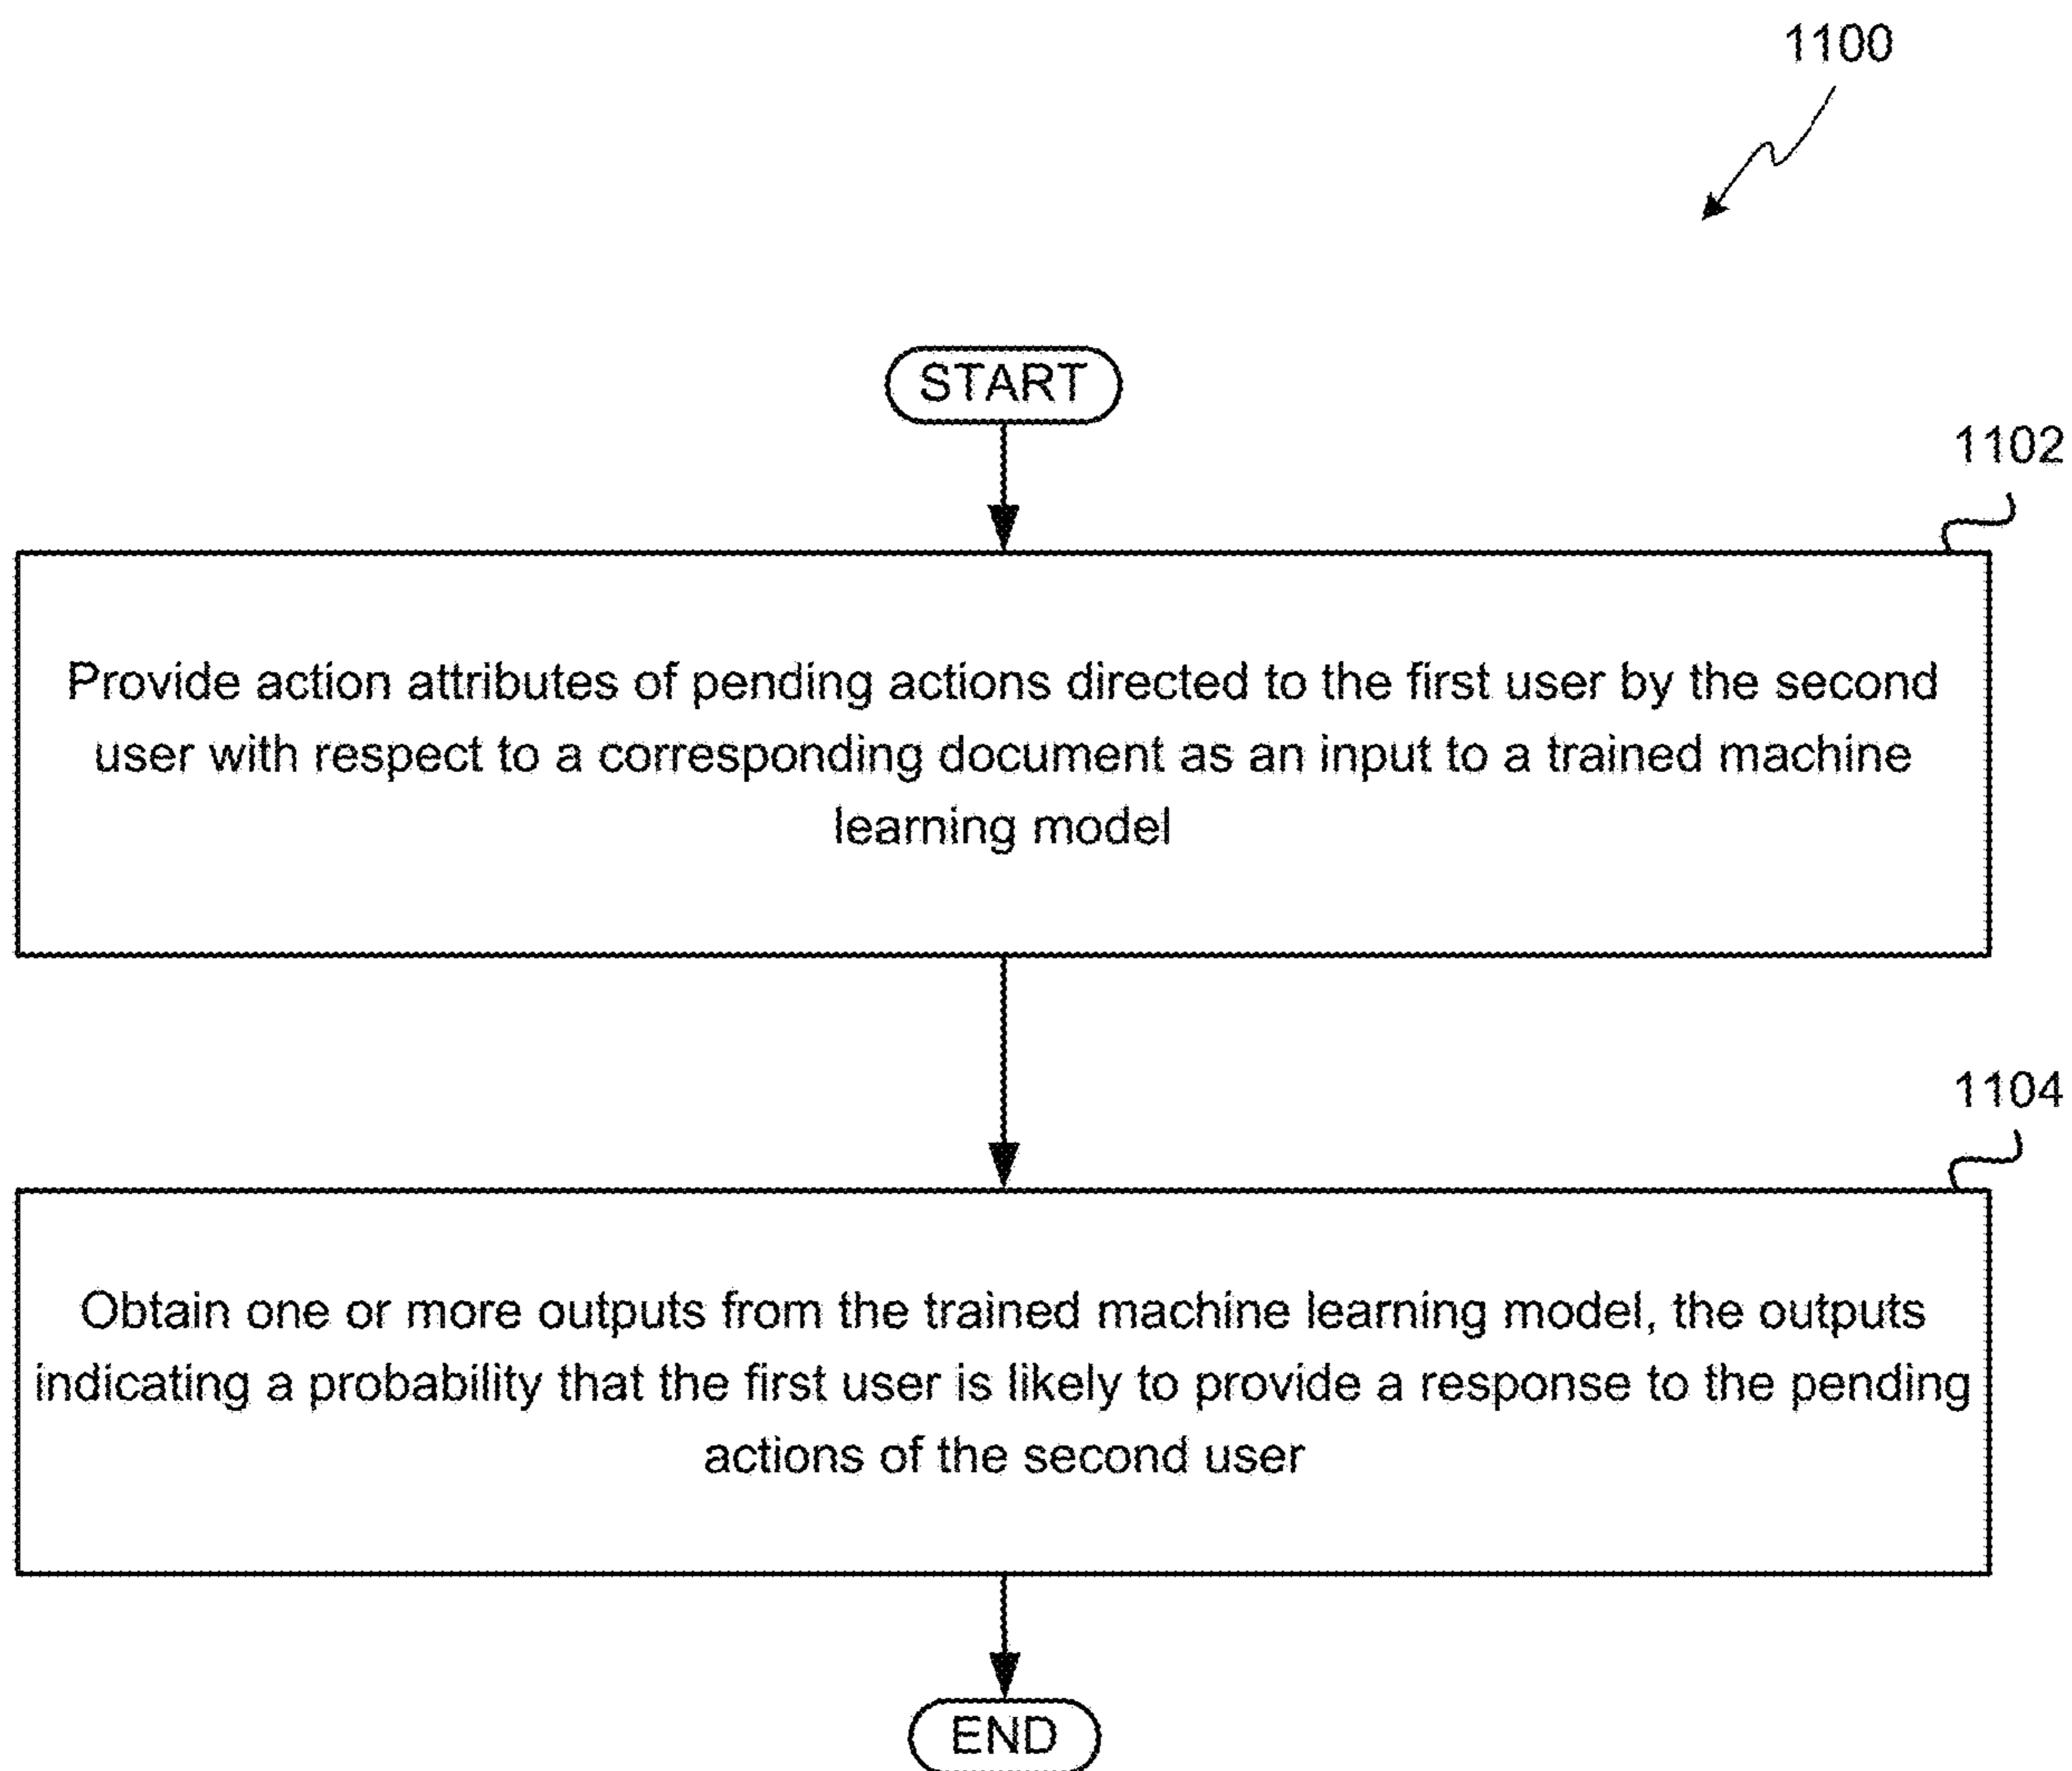 1100
START
1102
Provide action attributes of pending actions directed to the first user by the second
user with respect to a corresponding document as an input to a trained machine
learning model
1104
Obtain one or more outputs from the trained machine learning model, the outputs
indicating a probability that the first user is likely to provide a response to the pending
actions of the second user
END